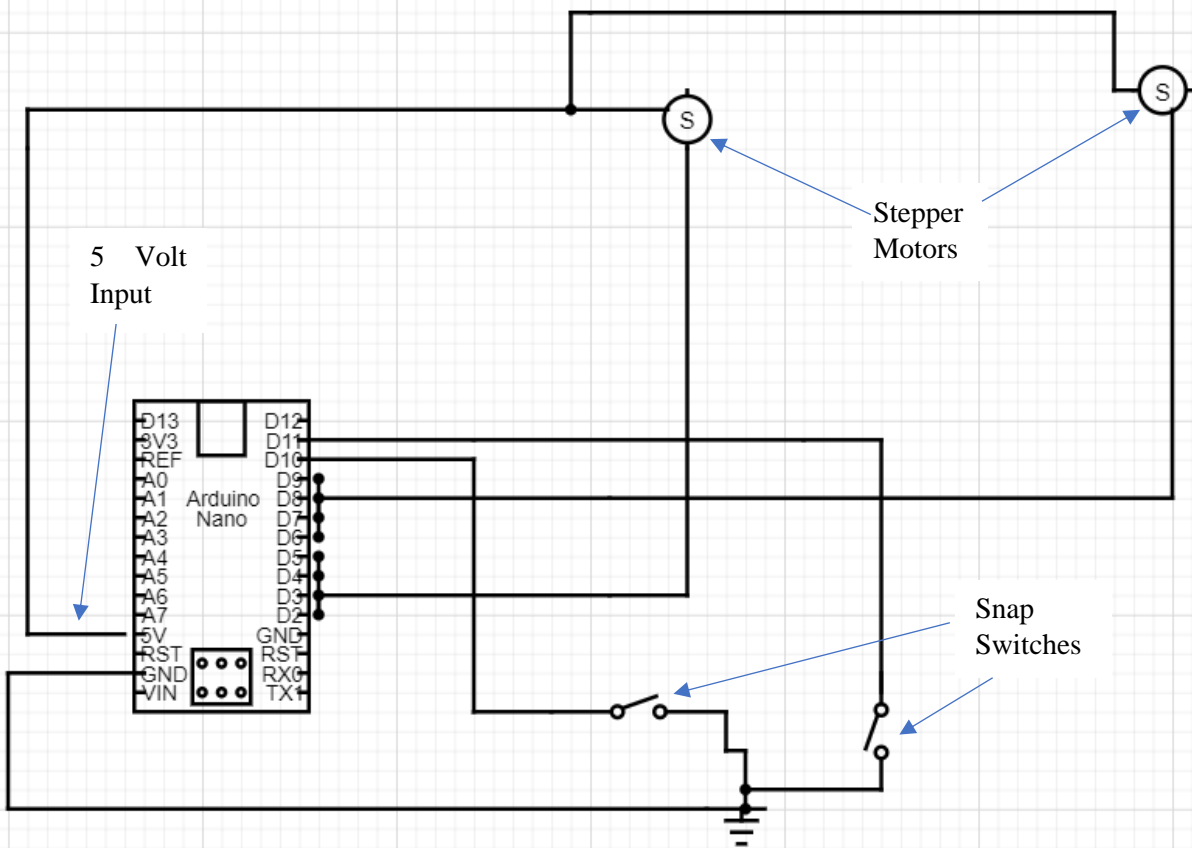 S
S
Stepper
Motors
5 Volt
Input
D13
3V3
REF
A0
A1
A2
A3
A4
A5
A6
A7
5V
RST
GND
VIN
Arduino
Nano
D12
D11
D10
D9
D8
D7
D6
D5
D4
D3
D2
GND
RST
RX0
TX1
Snap
Switches